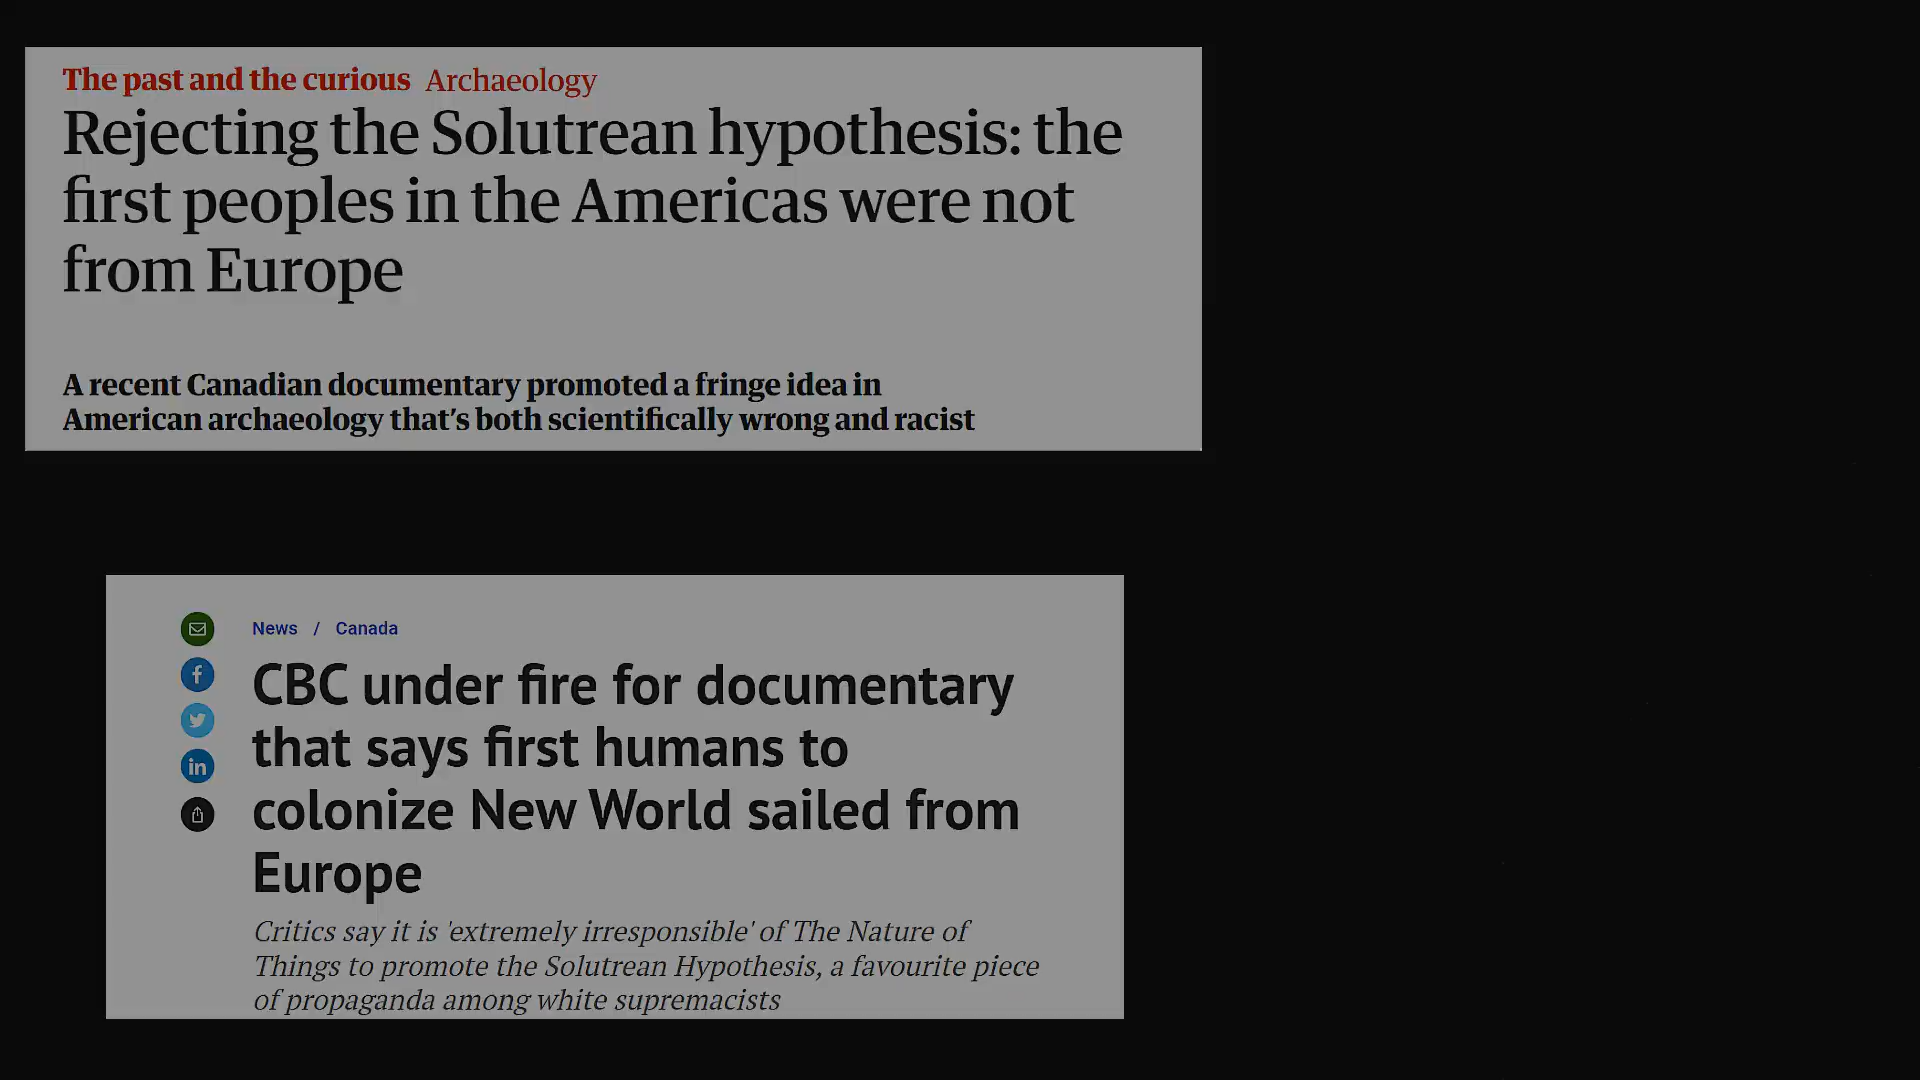 The past and the curious Archaeology
Rejecting the Solutrean hypothesis: the
first peoples in the Americas were not
from Europe
A recent Canadian documentary promoted a fringe idea in
American archaeology that's both scientifically wrong and racist
News / Canada
CBC under fire for documentary
that says first humans to
colonize New World sailed from
Europe
Critics say it is 'extremely irresponsible' of The Nature of
Things to promote the Solutrean Hypothesis, a favourite piece
of propaganda among white supremacists